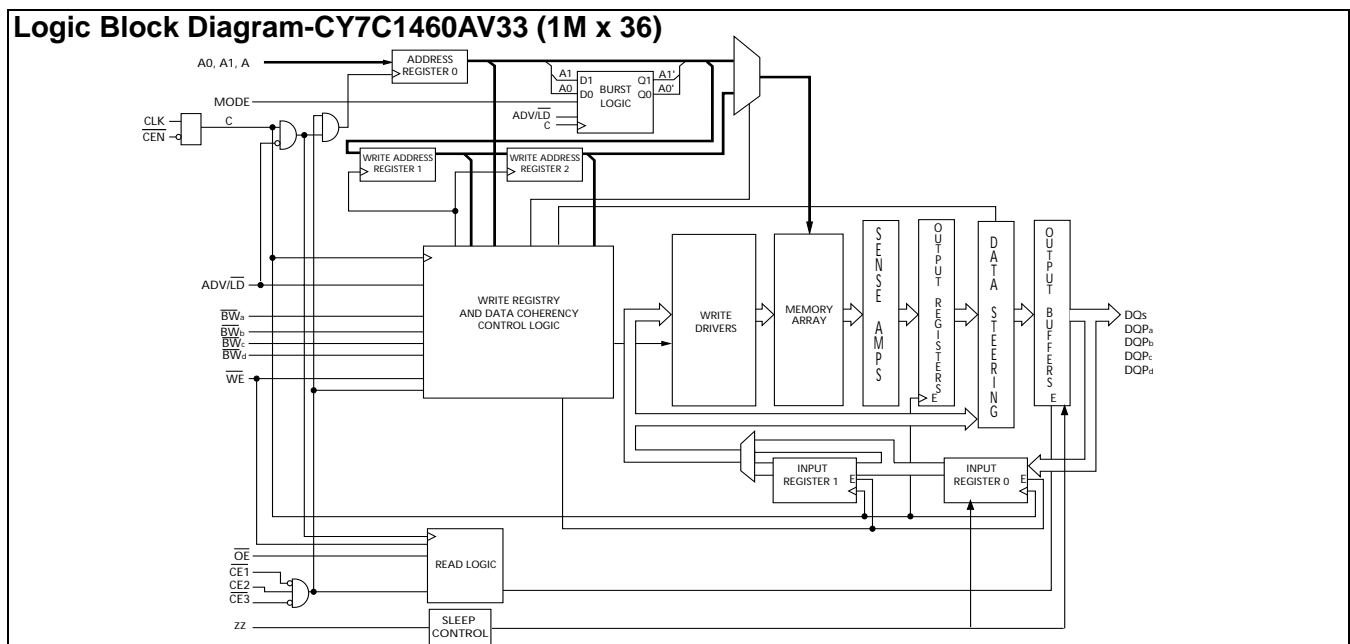 Logic Block Diagram-CY7C1460AV33 (1M x 36)
A0, A1, A
ADDRESS
REGISTER 0
A1
D1
Q1
A1'
A0
D0
Q0
A0'
BURST
LOGIC
MODE
ADV/LD
C
CLK
C
CEN
WRITE ADDRESS
REGISTER 1
WRITE ADDRESS
REGISTER 2
ADV/LD
BWa
BWb
BWc
BWd
WE
WRITE REGISTRY
AND DATA COHERENCY
CONTROL LOGIC
WRITE
DRIVERS
MEMORY
ARRAY
SENSE AMPS
OUTPUT REGISTERS
E
DATA STEERING
OUTPUT BUFFERS
E
DQs
DQPa
DQPb
DQPc
DQPd
INPUT
REGISTER 1
E
INPUT
REGISTER 0
E
OE
CE1
CE2
CE3
READ LOGIC
ZZ
SLEEP
CONTROL